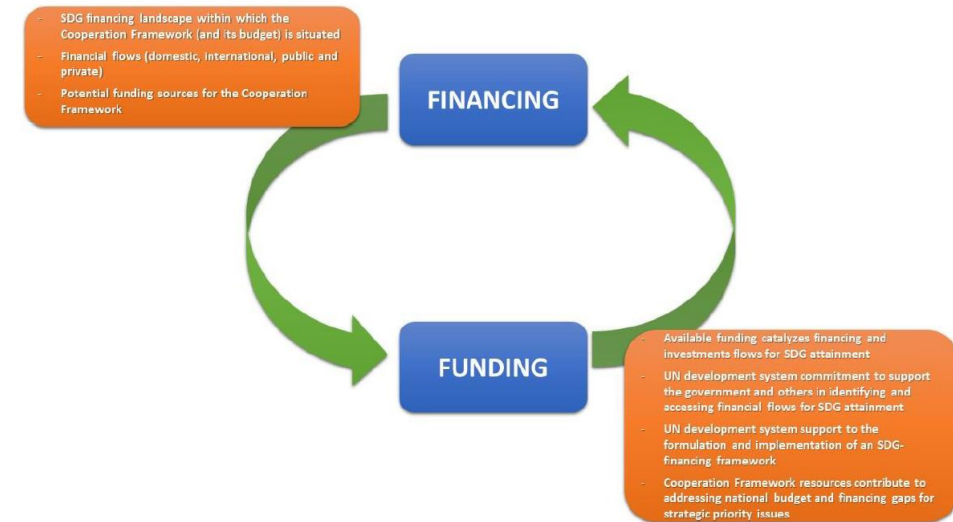 - SDG financing landscape within which the
Cooperation Framework (and its budget) is situated
- Financial flows (domestic, international, public and
private)
- Potential funding sources for the Cooperation
Framework
FINANCING
FUNDING
- Available funding catalyzes financing and
investments flows for SDG attainment
- UN development system commitment to support
the government and others in identifying and
accessing financial flows for SDG attainment
- UN development system support to the
formulation and implementation of an SDG-
financing framework
- Cooperation Framework resources contribute to
addressing national budget and financing gaps for
strategic priority issues